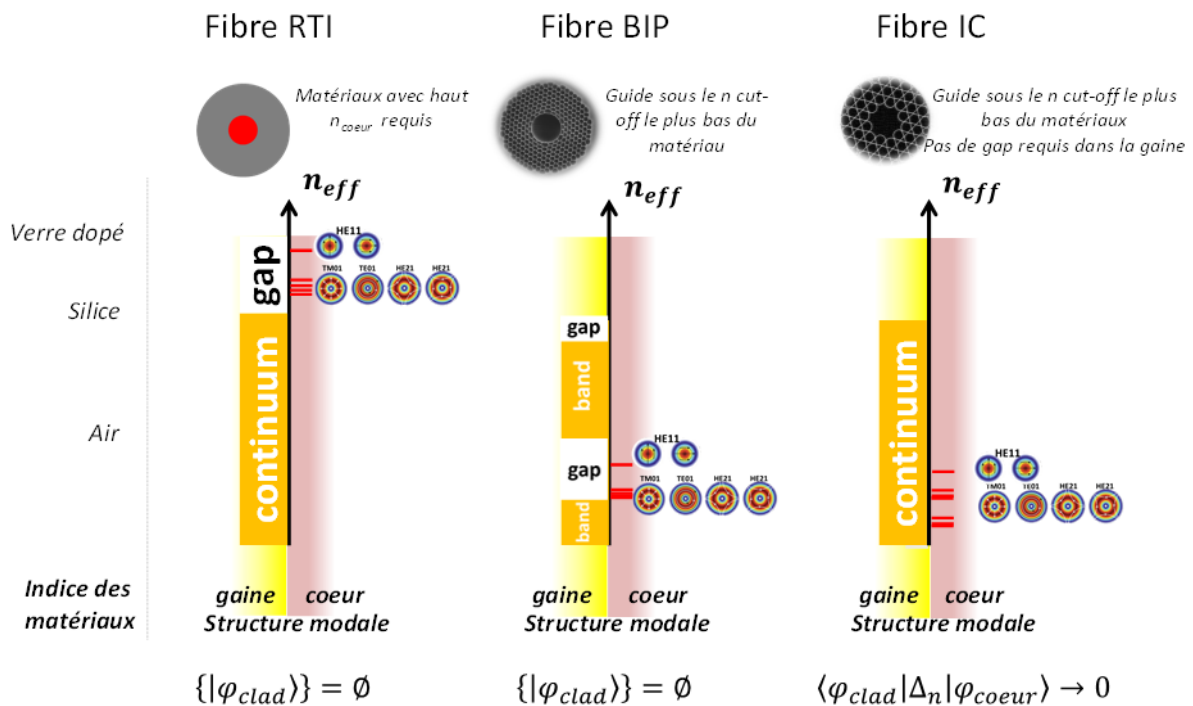 Fibre RTI
Fibre BIP
Fibre IC
Matériaux avec haut
n_coeur requis
Guide sous le n cut-
off le plus bas du
matériau
Guide sous le n cut-off le plus
bas du matériaux
Pas de gap requis dans la gaine
n_eff
n_eff
n_eff
Verre dopé
Silice
Air
Indice des
matériaux
gap
continuum
HE11
TM01 TE01 HE21 HE21
gaine coeur
Structure modale
gap
band
gap
band
HE11
TM01 TE01 HE21 HE21
gaine coeur
Structure modale
continuum
HE11
TM01 TE01 HE21 HE21
gaine coeur
Structure modale
{|φ_clad⟩} = ∅
{|φ_clad⟩} = ∅
⟨φ_clad|Δ_n|φ_coeur⟩ → 0